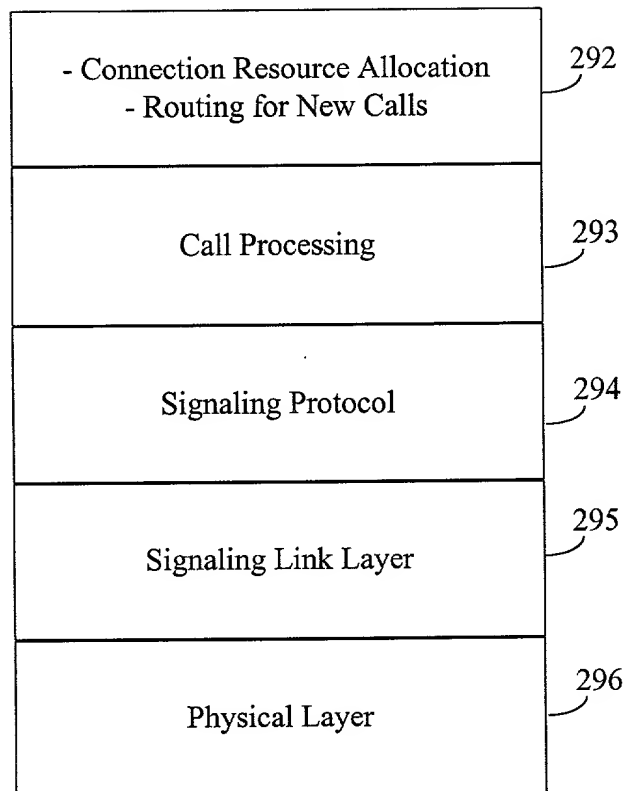 - Connection Resource Allocation
- Routing for New Calls
292
Call Processing
293
Signaling Protocol
294
Signaling Link Layer
295
Physical Layer
296